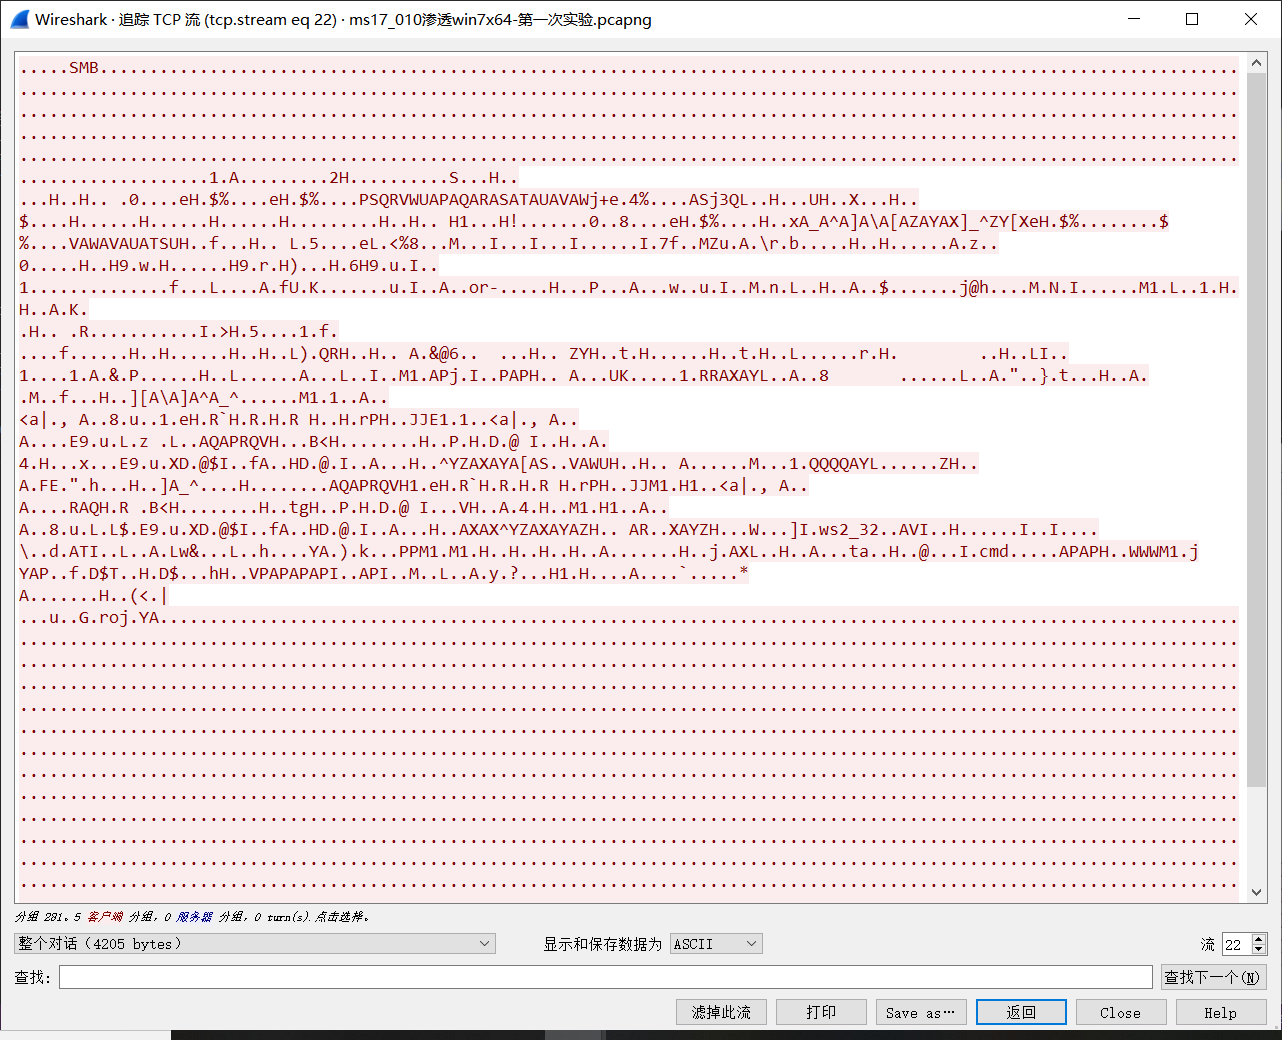 Wireshark · 追踪 TCP 流 (tcp.stream eq 22) · ms17_010渗透win7x64-第一次实验.pcapng
...................1.A.........2H..........S...H..
...H..H.. .0....eH.$%....eH.$%....PSQRVWUAPAQARASATAUAVAWj+e.4%....ASj3QL..H...UH..X...H..
$....H......H......H......H.........H..H.. H1...H!.......0..8....eH.$%....H..xA_A^A]A\A[AZAYAX]_^ZY[XeH.$%........$
%....VAWAVAUATSUH..f...H.. L.5....eL.<%8...M...I...I...I......I.7f..MZu.A.\r.b.....H..H......A.z..
0.....H..H9.w.H......H9.r.H)...H.6H9.u.I..
1..............f...L....A.fU.K.......u.I..A..or-.....H...P...A...w..u.I..M.n.L..H..A..$.......j@h....M.N.I......M1.L..1.H.
H..A.K.
.H.. .R...........I.>H.5....1.f.
....f......H..H......H..H..L).QRH..H.. A.&@6.. ...H.. ZYH..t.H......H..t.H..L......r.H. ..H..LI..
1....1.A.&.P......H..L......A...L..I..M1.APj.I..PAPH.. A...UK.....1.RRAXAYL..A..8 ......L..A."..}.t...H..A.
.M..f...H..][A\A]A^A_^......M1.1..A..
<a|., A..8.u..1.eH.R`H.R.H.R H..H.rPH..JJE1.1..<a|., A..
A....E9.u.L.z .L..AQAPRQVH...B<H........H..P.H.D.@ I..H..A.
4.H...x...E9.u.XD.@$I..fA..HD.@.I..A...H..^YZAXAYA[AS..VAWUH..H.. A......M...1.QQQQAYL......ZH..
A.FE.".h...H..]A_^....H........AQAPRQVH1.eH.R`H.R.H.R H.rPH..JJM1.H1..<a|., A..
A....RAQH.R .B<H........H..tgH..P.H.D.@ I...VH..A.4.H..M1.H1..A..
A..8.u.L.L$.E9.u.XD.@$I..fA..HD.@.I..A...H..AXAX^YZAXAYAZH.. AR..XAYZH...W...]I.ws2_32..AVI..H......I..I....
\..d.ATI..L..A.Lw&...L..h....YA.).k...PPM1.M1.H..H..H..H..A......H..j.AXL..H..A...ta..H..@...I.cmd.....APAPH..WWWM1.j
YAP..f.D$T..H.D$...hH..VPAPAPAPI..API..M..L..A.y.?...H1.H....A....`.....*
A.......H..(<.|
分组 281。5 客户端 分组，0 服务器 分组，0 turn(s).点击选择。
整个对话（4205 bytes）
显示和保存数据为 ASCII
流 22
查找:
查找下一个(N)
滤掉此流
打印
Save as…
返回
Close
Help